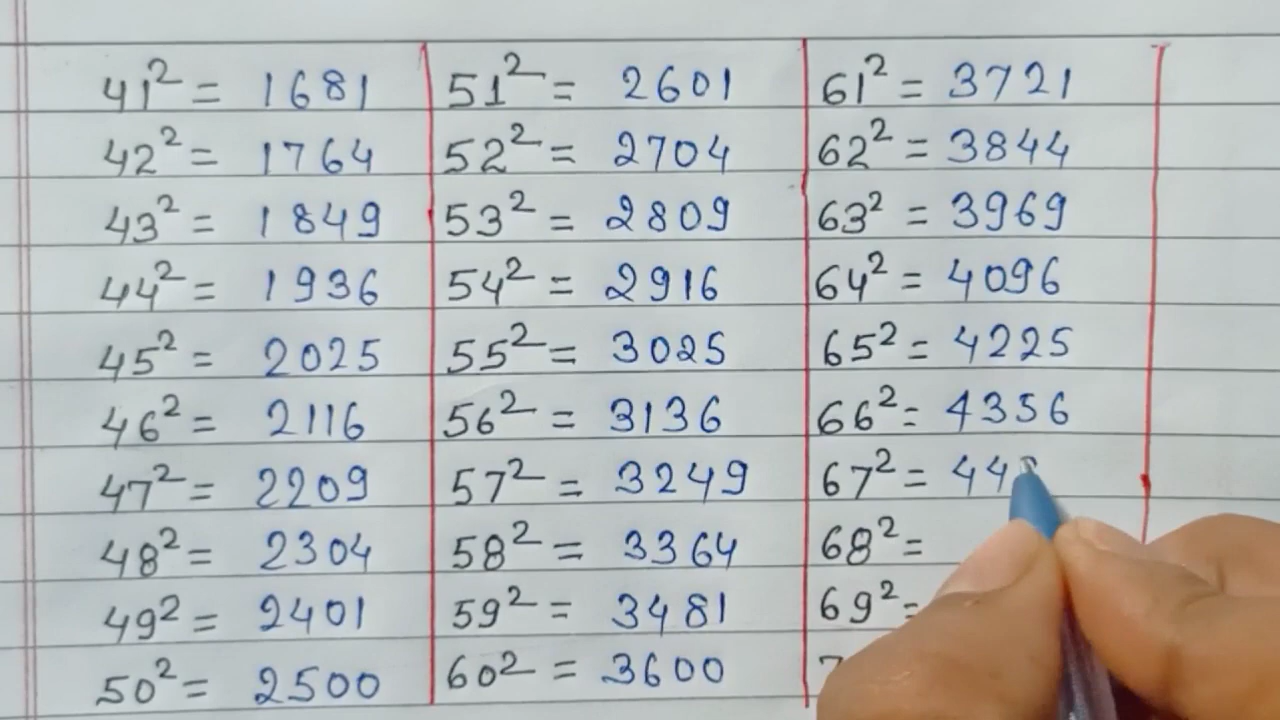 41² = 1681
42² = 1764
43² = 1849
44² = 1936
45² = 2025
46² = 2116
47² = 2209
48² = 2304
49² = 2401
50² = 2500
51² = 2601
52² = 2704
53² = 2809
54² = 2916
55² = 3025
56² = 3136
57² = 3249
58² = 3364
59² = 3481
60² = 3600
61² = 3721
62² = 3844
63² = 3969
64² = 4096
65² = 4225
66² = 4356
67² = 44
68² =
69² =